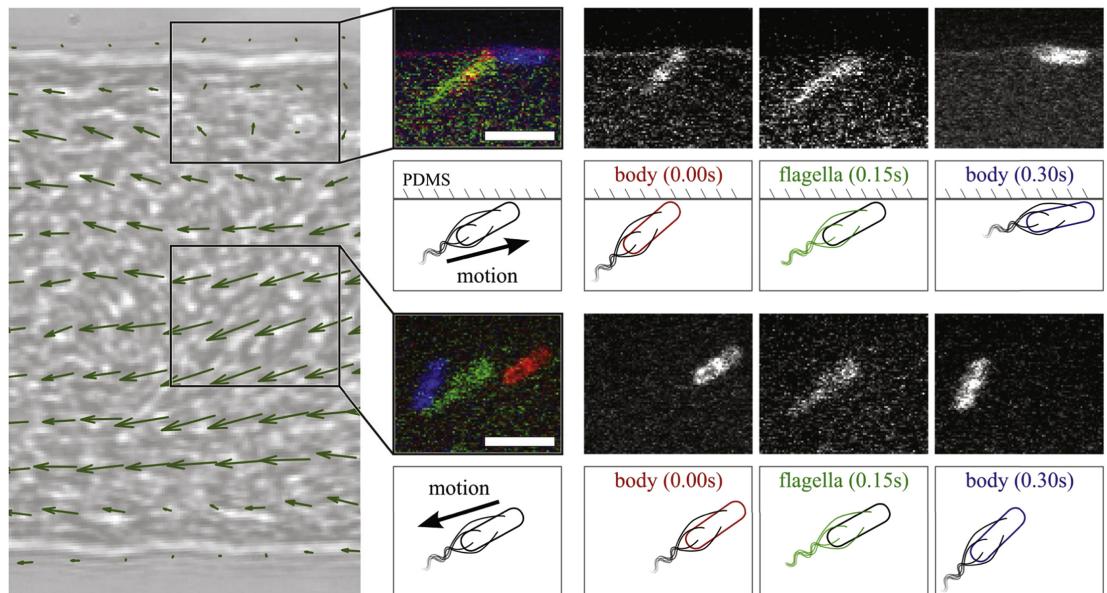 PDMS
motion
body (0.00s)
flagella (0.15s)
body (0.30s)
motion
body (0.00s)
flagella (0.15s)
body (0.30s)